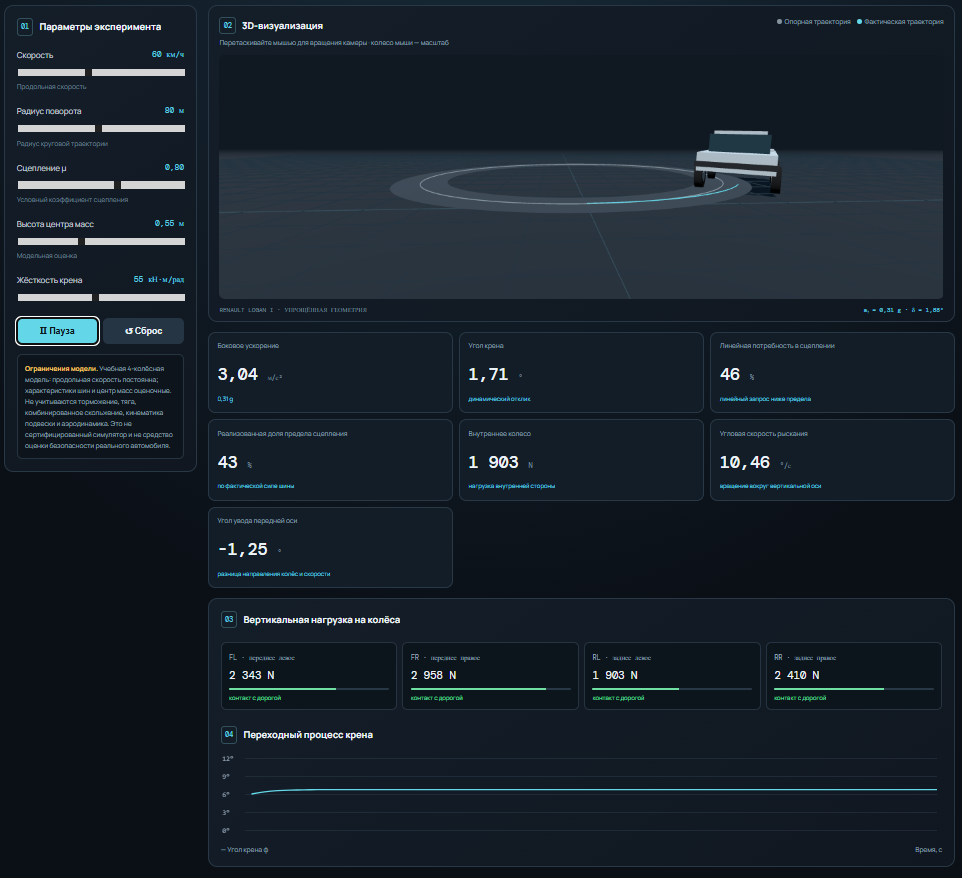 01 Параметры эксперимента
Скорость 60 км/ч
Продольная скорость
Радиус поворота 80 м
Радиус круговой траектории
Сцепление μ 0,80
Условный коэффициент сцепления
Высота центра масс 0,55 м
Модельная оценка
Жёсткость крена 55 кН·м/рад
Пауза
↺ Сброс
Ограничения модели. Учебная 4-колёсная
модель: продольная скорость постоянна;
характеристики шин и центр масс оценочные.
Не учитываются торможение, тяга,
комбинированное скольжение, кинематика
подвески и аэродинамика. Это не
сертифицированный симулятор и не средство
оценки безопасности реального автомобиля.
02 3D-визуализация
Опорная траектория Фактическая траектория
Перетаскивайте мышью для вращения камеры · колесо мыши — масштаб
RENAULT LOGAN I · УПРОЩЁННАЯ ГЕОМЕТРИЯ
= 0,31 g · δ = 1,88°
Боковое ускорение
3,04 м/с²
0,31 g
Угол крена
1,71 °
динамический отклик
Линейная потребность в сцеплении
46 %
линейный запрос ниже предела
Реализованная доля предела сцепления
43 %
по фактической силе шины
Внутреннее колесо
1 903 N
нагрузка внутренней стороны
Угловая скорость рыскания
10,46 °/с
вращение вокруг вертикальной оси
Угол увода передней оси
-1,25 °
разница направления колёс и скорости
03 Вертикальная нагрузка на колёса
FL · переднее левое
2 343 N
контакт с дорогой
FR · переднее правое
2 958 N
контакт с дорогой
RL · заднее левое
1 903 N
контакт с дорогой
RR · заднее правое
2 410 N
контакт с дорогой
04 Переходный процесс крена
12°
9°
6°
3°
0°
— Угол крена φ
Время, с